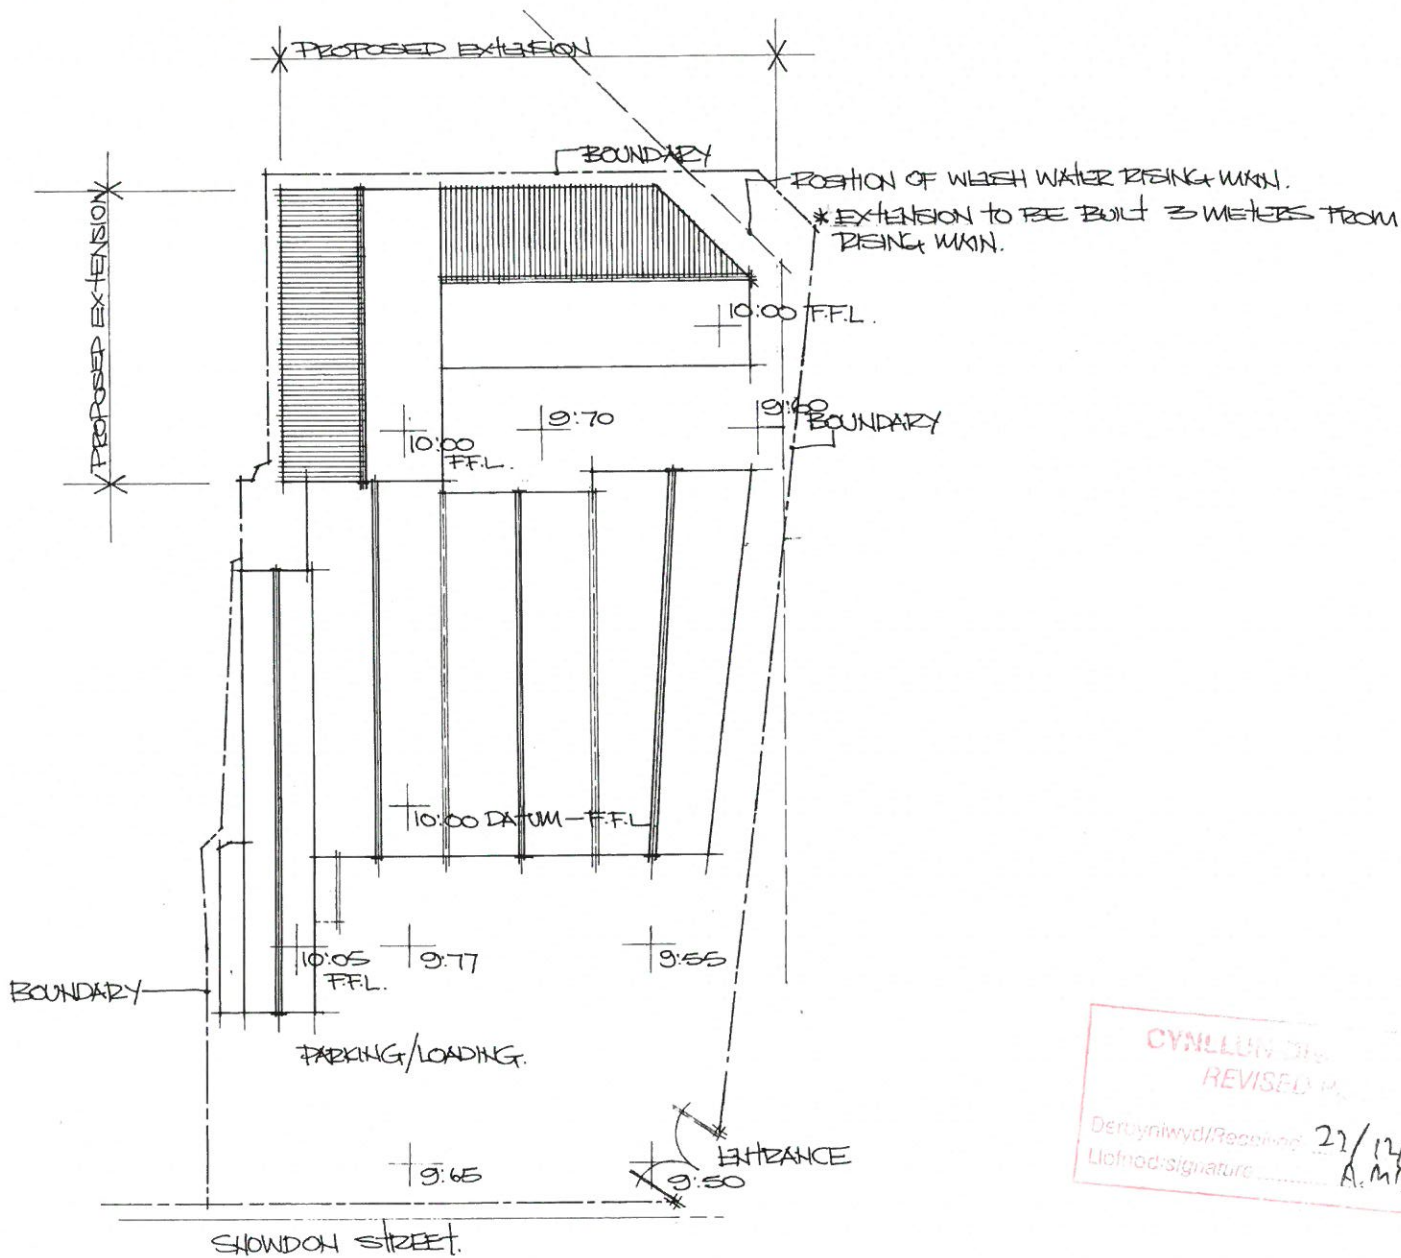 PROPOSED EXTENSION
BOUNDARY
POSITION OF WELSH WATER RISING MAIN.
* EXTENSION TO BE BUILT 3 METERS FROM
RISING MAIN.
PROPOSED EXTENSION
10:00 F.F.L.
9:70
9:60
10:00
F.F.L.
BOUNDARY
10:00 DATUM - F.F.L
10:05
F.F.L.
9:77
9:55
BOUNDARY
PARKING/LOADING.
ENTRANCE
9:65
9:50
SNOWDON STREET.
CYNLLUN
REVISED
Derbyniwyd/Received
Llofnod/signature